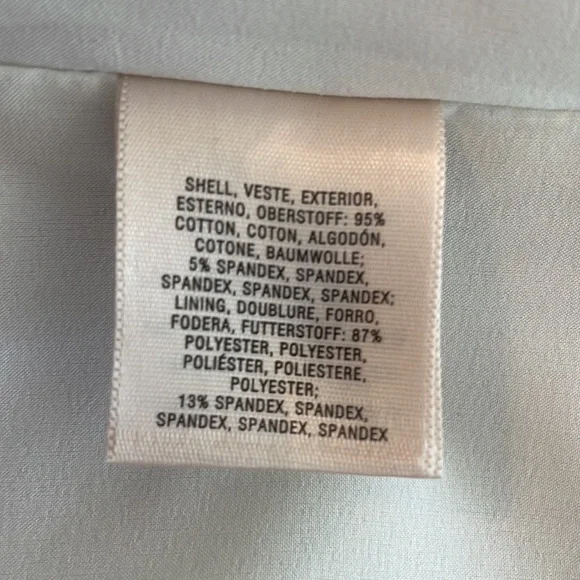 SHELL, VESTE, EXTERIOR,
ESTERNO, OBERSTOFF: 95%
COTTON, COTON, ALGODÓN,
COTONE, BAUMWOLLE;
5% SPANDEX, SPANDEX,
SPANDEX, SPANDEX, SPANDEX;
LINING, DOUBLURE, FORRO,
FODERA, FUTTERSTOFF: 87%
POLYESTER, POLYESTER,
POLIÉSTER, POLIESTERE,
POLYESTER;
13% SPANDEX, SPANDEX,
SPANDEX, SPANDEX, SPANDEX